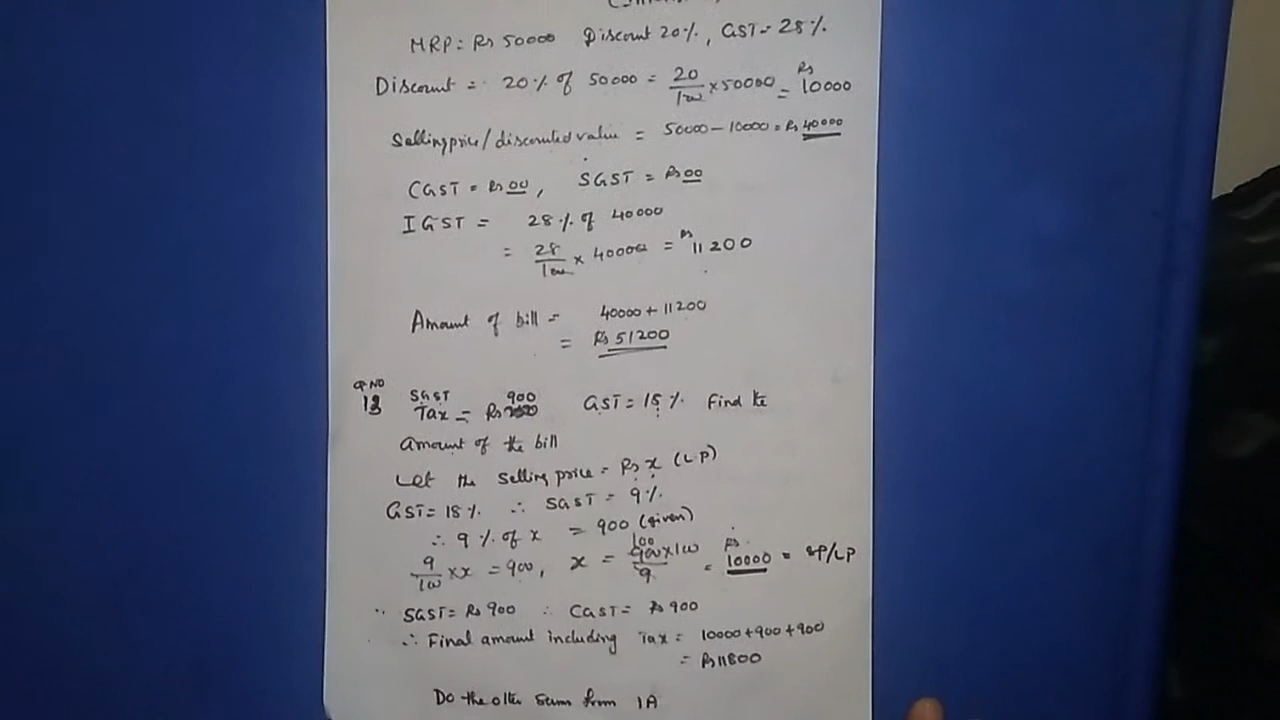 MRP = Rs 50000 Discount 20%, GST = 28%
Discount = 20% of 50000 = 20/100 × 50000 = Rs 10000
Selling price/discounted value = 50000 - 10000 = Rs 40000
CGST = Rs 00, SGST = Rs 00
IGST = 28% of 40000
= 28/100 × 40000 = Rs 11200
Amount of bill = 40000 + 11200
= Rs 51200
Q NO
13 SGST Tax = Rs 900 GST = 18% Find the
Amount of the bill
Let the selling price = Rs x (LP)
GST = 18% ∴ SGST = 9%
∴ 9% of x = 900 (given)
9/100 × x = 900, x = 900×100/9 = Rs 10000 = SP/LP
∵ SGST = Rs 900 ∴ CGST = Rs 900
∴ Final amount including Tax = 10000 + 900 + 900
= Rs 11800
Do the other sums from 1A